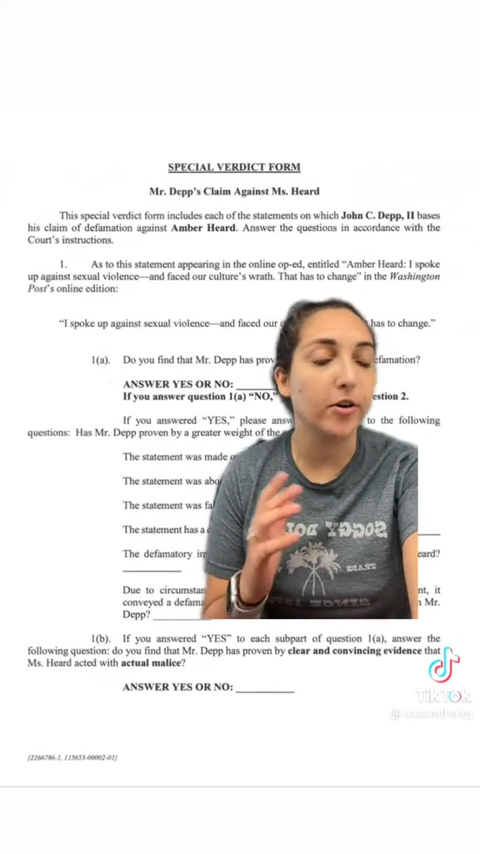 SPECIAL VERDICT FORM
Mr. Depp's Claim Against Ms. Heard
This special verdict form includes each of the statements on which John C. Depp, II bases
his claim of defamation against Amber Heard. Answer the questions in accordance with the
Court's instructions.
1. As to this statement appearing in the online op-ed, entitled "Amber Heard: I spoke
up against sexual violence—and faced our culture's wrath. That has to change" in the Washington
Post's online edition:
"I spoke up against sexual violence—and faced our has to change."
1(a). Do you find that Mr. Depp has efamation?
ANSWER YES OR NO:
If you answer question 1(a) "NO,"  estion 2.
If you answered "YES," please to the following
questions: Has Mr. Depp proven by a greater weight of the
The statement was made
The statement was
The statement was
The statement has a
The defamatory eard?
Due to it
conveyed a Mr.
Depp?
1(b). If you answered "YES" to each subpart of question 1(a), answer the
following question: do you find that Mr. Depp has proven by clear and convincing evidence that
Ms. Heard acted with actual malice?
ANSWER YES OR NO:
[2266786-1, 115653-00002-01]
SOGGY
TikTok